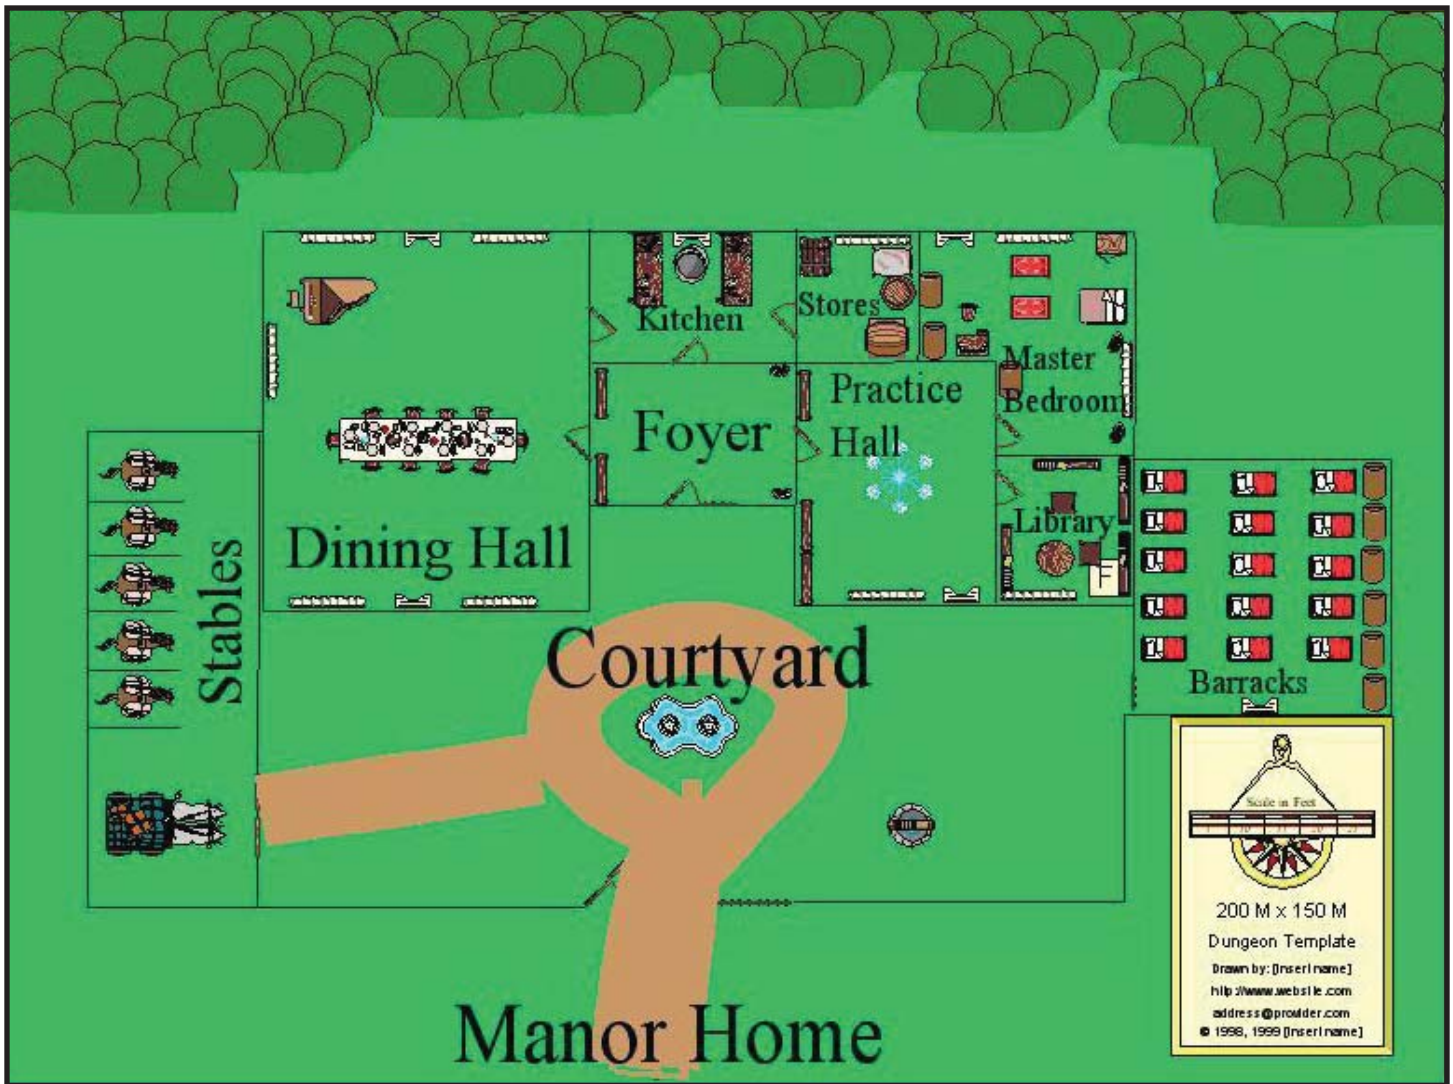 Kitchen
Stores
Master
Bedroom
Practice
Hall
Foyer
Library
F
Dining Hall
Stables
Courtyard
Barracks
Scale in Feet
200 M x 150 M
Dungeon Template
Drawn by: [Insert name]
http://www.website.com
address@provider.com
© 1998, 1999 [Insert name]
Manor Home